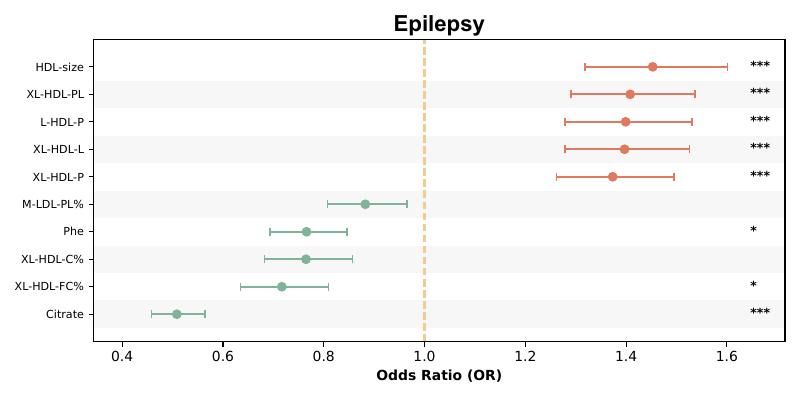 Epilepsy
HDL-size ***
XL-HDL-PL ***
L-HDL-P ***
XL-HDL-L ***
XL-HDL-P ***
M-LDL-PL%
Phe *
XL-HDL-C%
XL-HDL-FC% *
Citrate ***
0.4 0.6 0.8 1.0 1.2 1.4 1.6
Odds Ratio (OR)